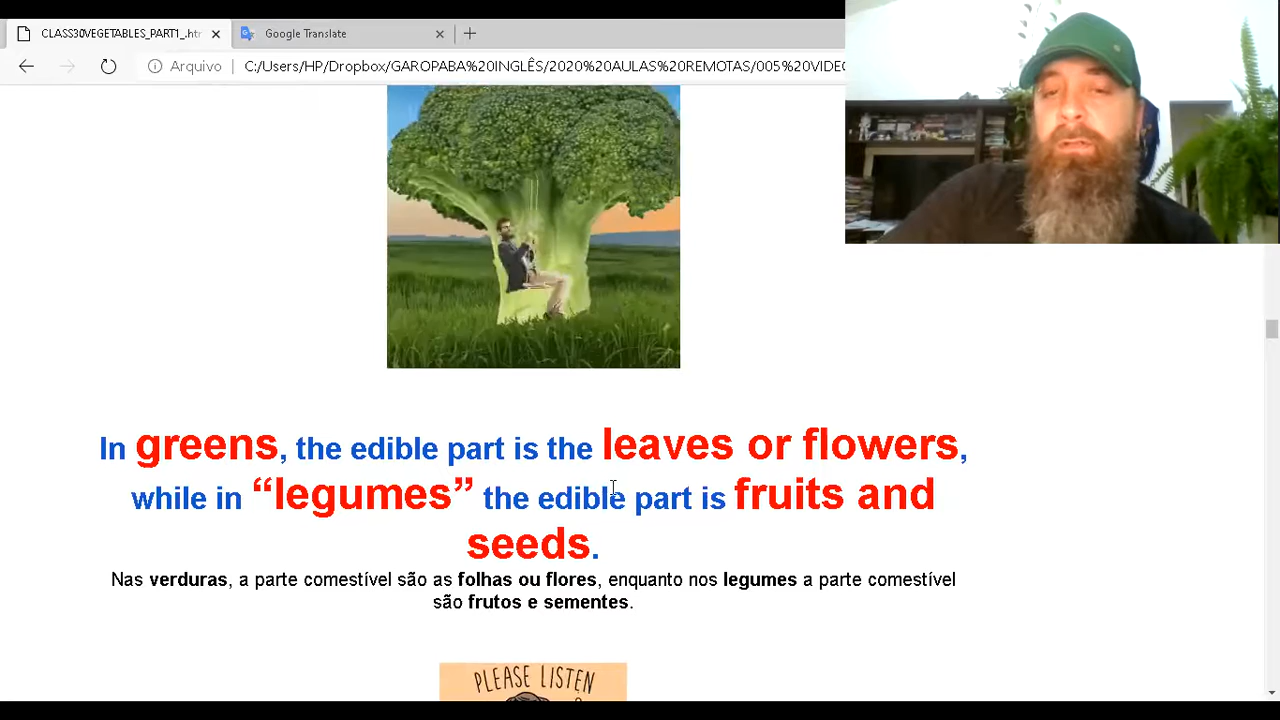 CLASS30VEGETABLES_PART1_.htm
Google Translate
Arquivo
C:/Users/HP/Dropbox/GAROPABA%20INGLÊS/2020%20AULAS%20REMOTAS/005%20VIDEO
In greens, the edible part is the leaves or flowers,
while in “legumes” the edible part is fruits and
seeds.
Nas verduras, a parte comestível são as folhas ou flores, enquanto nos legumes a parte comestível
são frutos e sementes.
PLEASE LISTEN